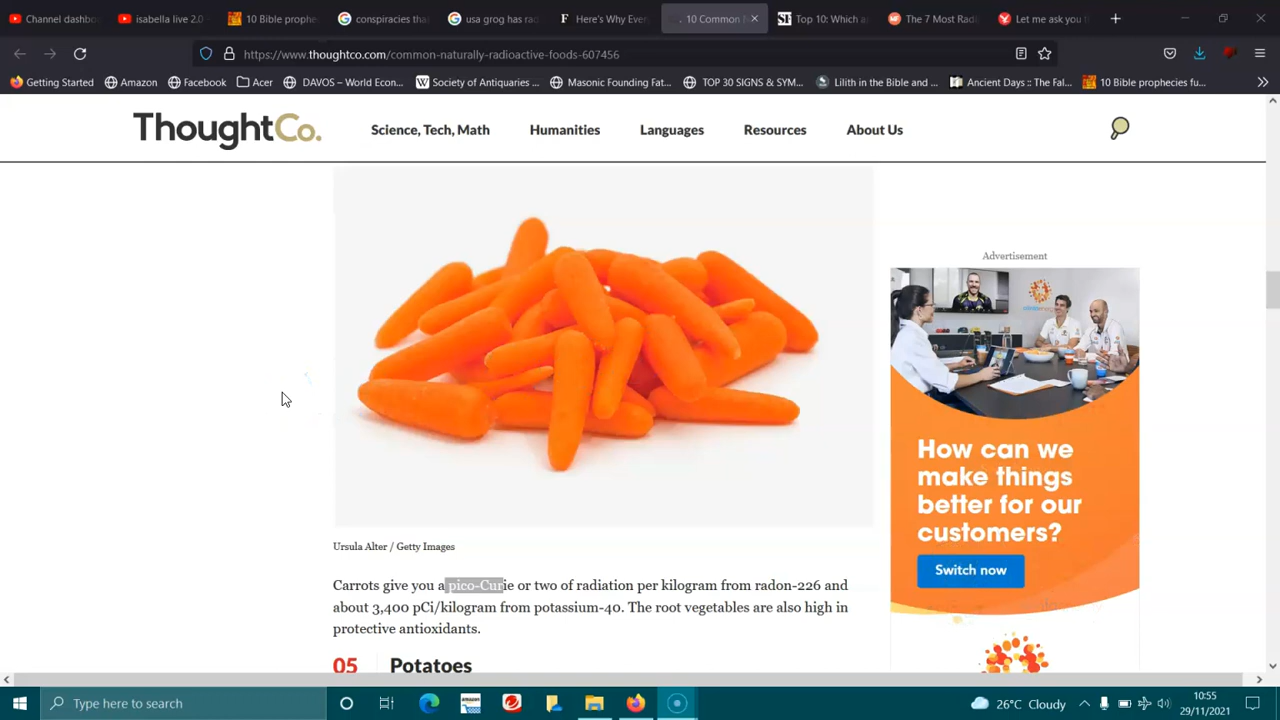 Channel dashbo
isabella live 2.0
10 Bible prophe
conspiracies tha
usa grog has rad
Here's Why Ever
10 Common N
Top 10: Which a
The 7 Most Radi
Let me ask you t
https://www.thoughtco.com/common-naturally-radioactive-foods-607456
Getting Started
Amazon
Facebook
Acer
DAVOS – World Econ...
Society of Antiquaries ...
Masonic Founding Fat...
TOP 30 SIGNS & SYM...
Lilith in the Bible and ...
Ancient Days :: The Fal...
10 Bible prophecies fu...
ThoughtCo.
Science, Tech, Math
Humanities
Languages
Resources
About Us
Advertisement
How can we
make things
better for our
customers?
Switch now
Ursula Alter / Getty Images
Carrots give you a pico-Curie or two of radiation per kilogram from radon-226 and
about 3,400 pCi/kilogram from potassium-40. The root vegetables are also high in
protective antioxidants.
05 Potatoes
Type here to search
26°C Cloudy
10:55
29/11/2021